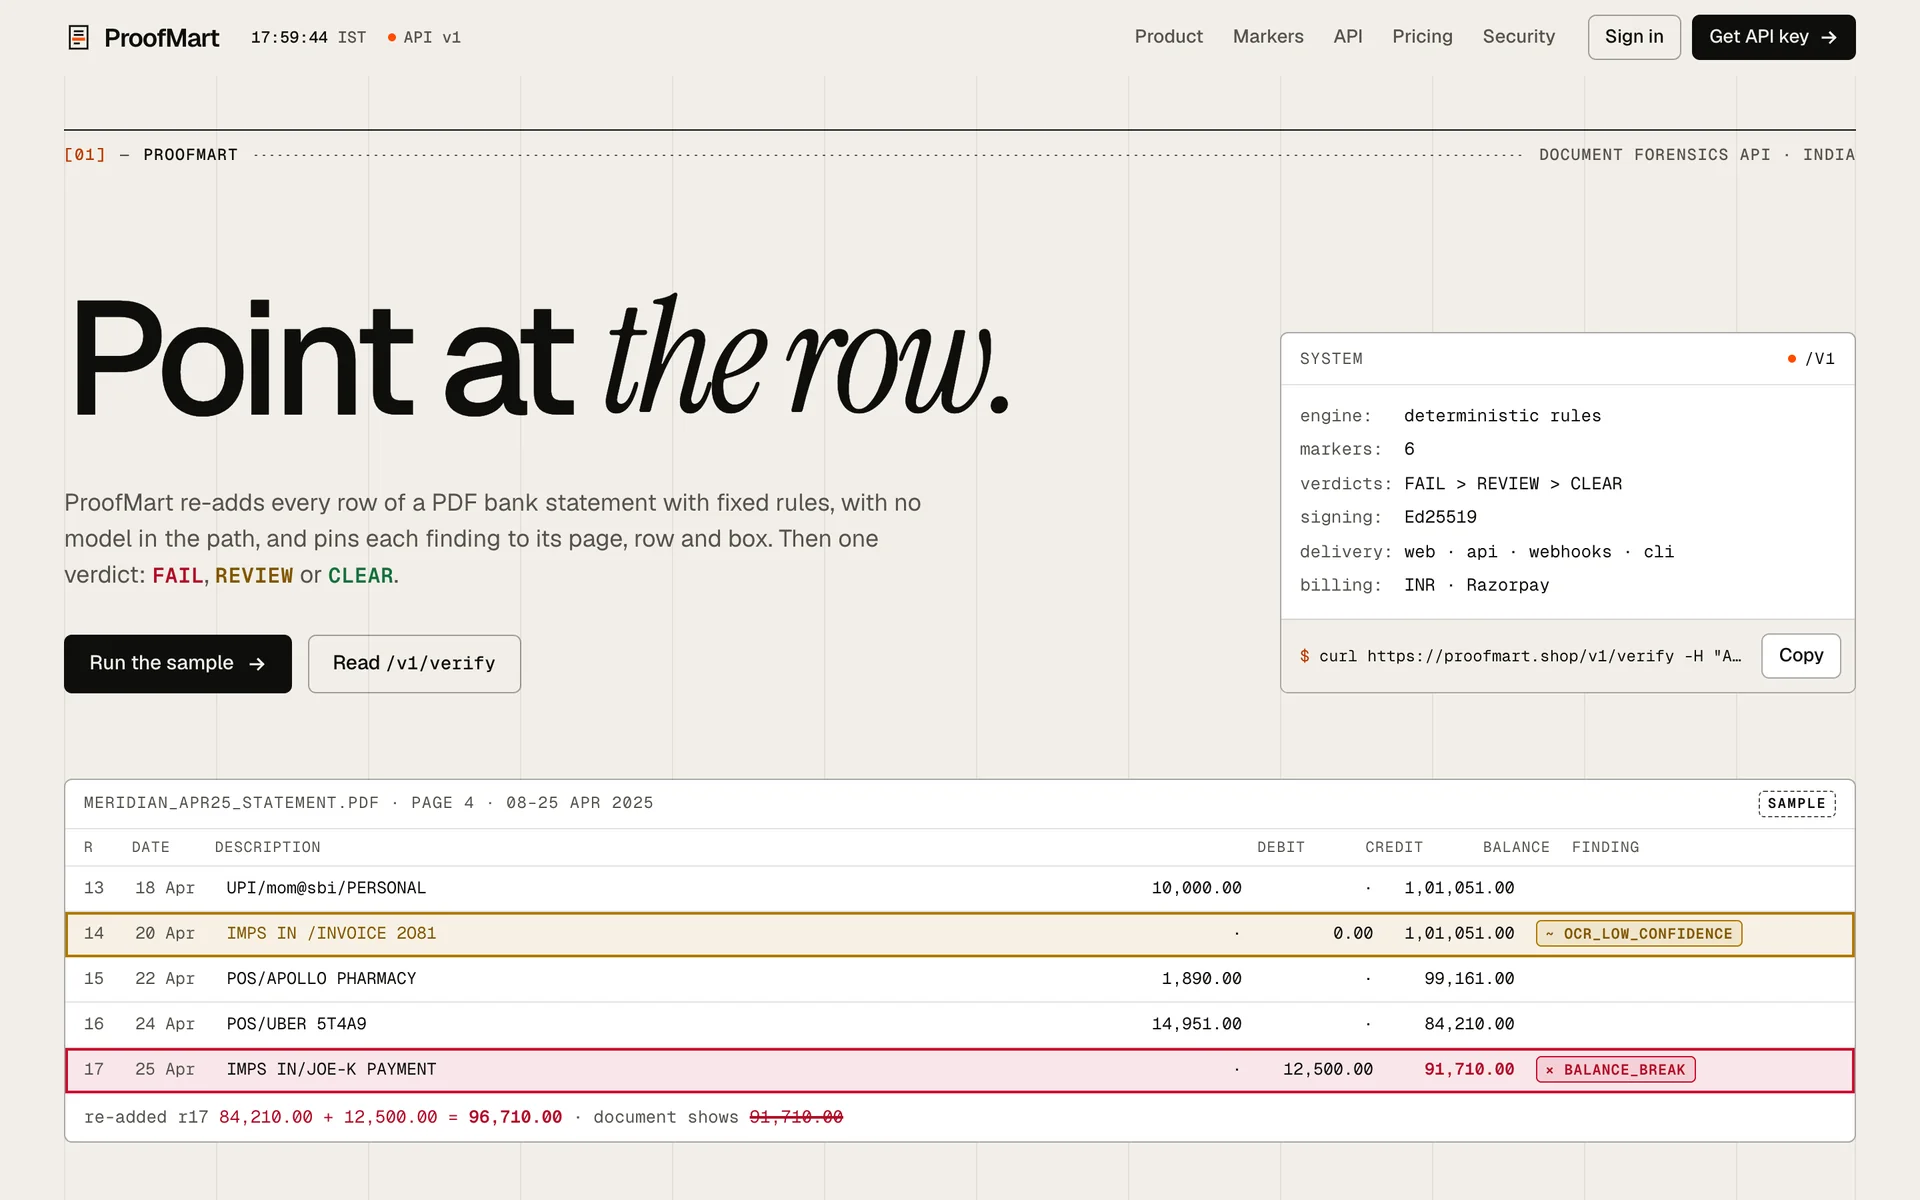 ProofMart 17:59:44 IST • API v1 Product Markers API Pricing Security Sign in Get API key →
[01] — PROOFMART DOCUMENT FORENSICS API · INDIA
Point at the row.
ProofMart re-adds every row of a PDF bank statement with fixed rules, with no
model in the path, and pins each finding to its page, row and box. Then one
verdict: FAIL, REVIEW or CLEAR.
Run the sample → Read /v1/verify
SYSTEM • /V1
engine: deterministic rules
markers: 6
verdicts: FAIL > REVIEW > CLEAR
signing: Ed25519
delivery: web · api · webhooks · cli
billing: INR · Razorpay
$ curl https://proofmart.shop/v1/verify -H "A… Copy
MERIDIAN_APR25_STATEMENT.PDF · PAGE 4 · 08–25 APR 2025 SAMPLE
R DATE DESCRIPTION DEBIT CREDIT BALANCE FINDING
13 18 Apr UPI/mom@sbi/PERSONAL 10,000.00 · 1,01,051.00
14 20 Apr IMPS IN /INVOICE 2O81 · 0.00 1,01,051.00 ~ OCR_LOW_CONFIDENCE
15 22 Apr POS/APOLLO PHARMACY 1,890.00 · 99,161.00
16 24 Apr POS/UBER 5T4A9 14,951.00 · 84,210.00
17 25 Apr IMPS IN/JOE-K PAYMENT · 12,500.00 91,710.00 × BALANCE_BREAK
re-added r17 84,210.00 + 12,500.00 = 96,710.00 · document shows 91,710.00